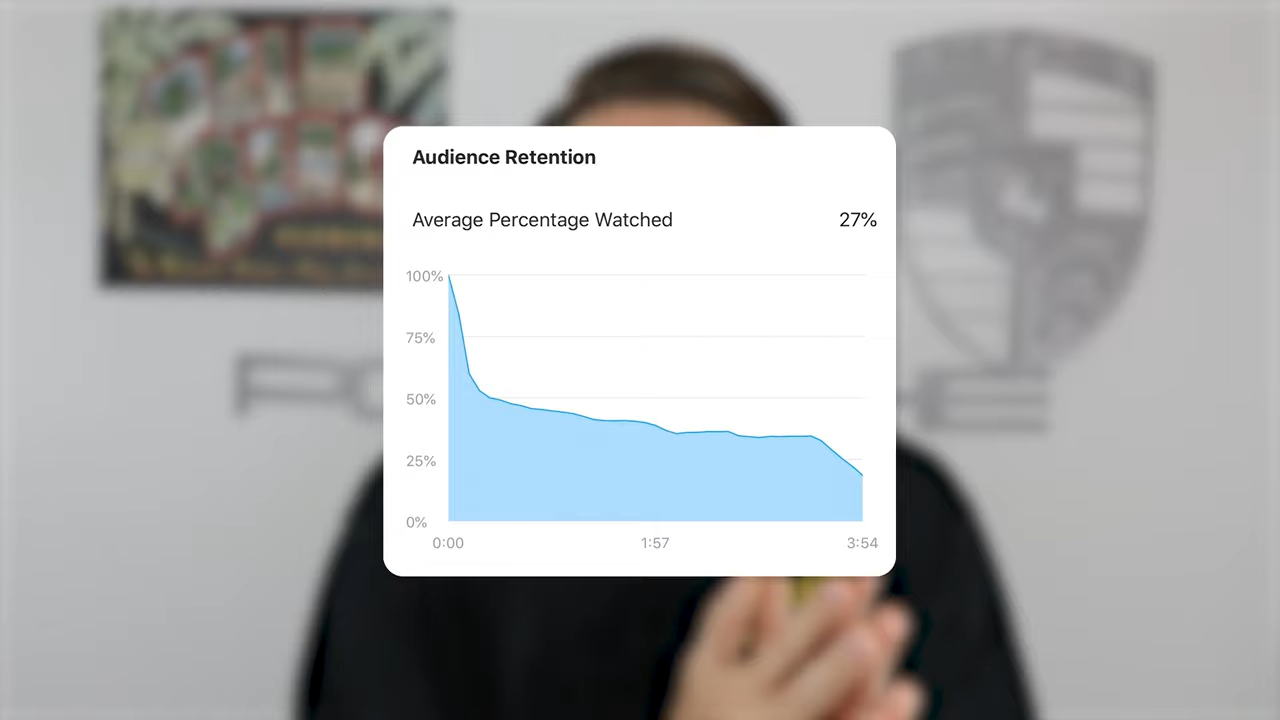 Audience Retention
Average Percentage Watched 27%
100%
75%
50%
25%
0%
0:00 1:57 3:54